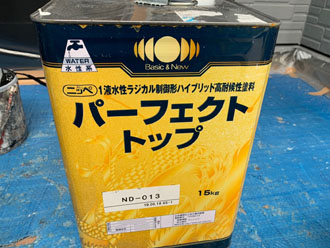 WATER
水性系
Basic & New
ニッペ 1液水性ラジカル制御形ハイブリッド高耐候性塗料
パーフェクト
トップ
ND-013
15kg